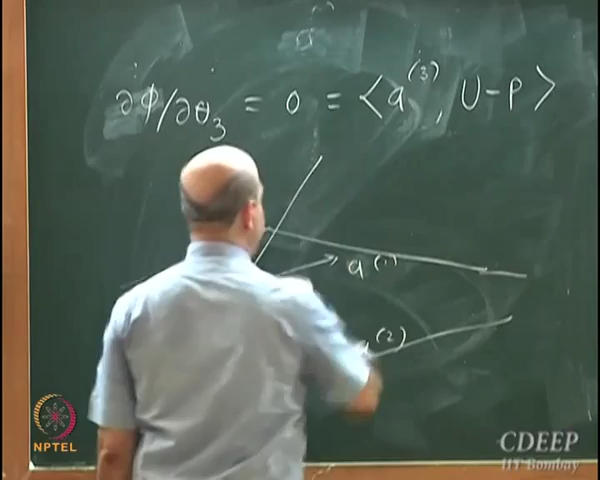 ∂φ/∂θ₃ = 0 = ⟨a⁽³⁾, U-P⟩
a⁽¹⁾
⁽²⁾
NPTEL
CDEEP
IIT Bombay